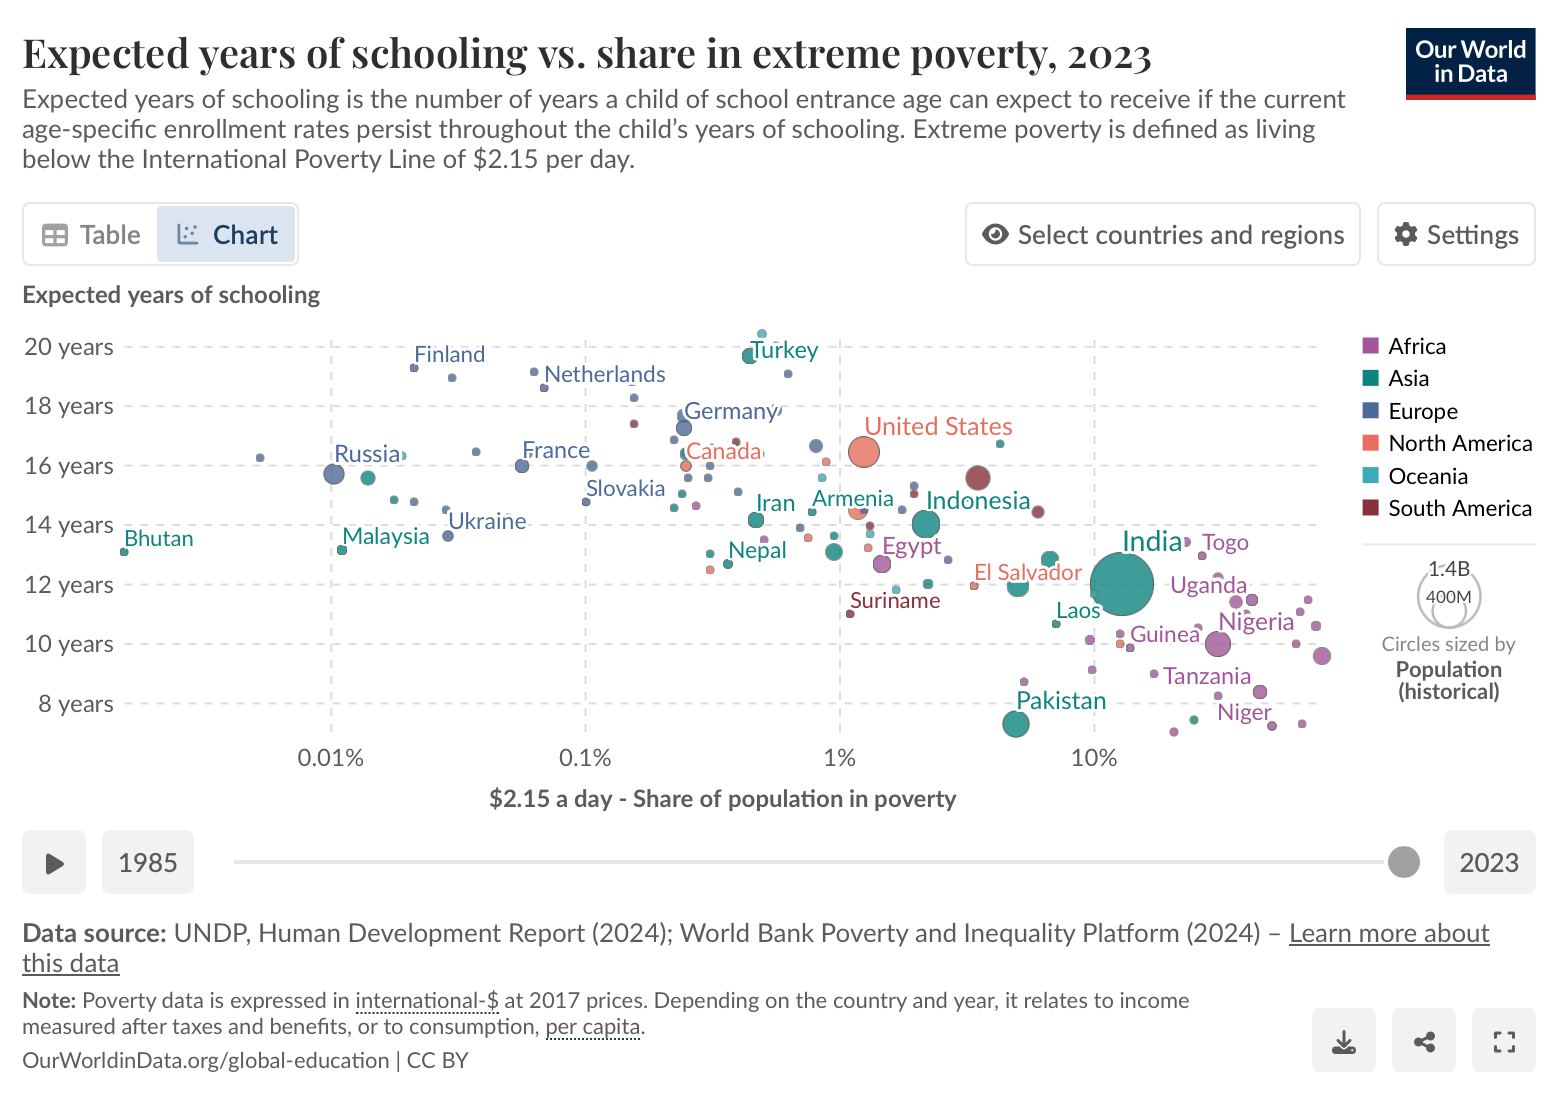 Expected years of schooling vs. share in extreme poverty, 2023
Our World
in Data
Expected years of schooling is the number of years a child of school entrance age can expect to receive if the current
age-specific enrollment rates persist throughout the child's years of schooling. Extreme poverty is defined as living
below the International Poverty Line of $2.15 per day.
Table
Chart
Select countries and regions
Settings
Expected years of schooling
20 years
18 years
16 years
14 years
12 years
10 years
8 years
Finland
Turkey
Netherlands
Germany
United States
Russia
France
Canada
Slovakia
Iran
Armenia
Indonesia
Ukraine
Bhutan
Malaysia
Nepal
Egypt
India
Togo
El Salvador
Uganda
Suriname
Laos
Nigeria
Guinea
Tanzania
Pakistan
Niger
0.01%
0.1%
1%
10%
$2.15 a day - Share of population in poverty
Africa
Asia
Europe
North America
Oceania
South America
1.4B
400M
Circles sized by
Population
(historical)
1985
2023
Data source: UNDP, Human Development Report (2024); World Bank Poverty and Inequality Platform (2024) – Learn more about
this data
Note: Poverty data is expressed in international-$ at 2017 prices. Depending on the country and year, it relates to income
measured after taxes and benefits, or to consumption, per capita.
OurWorldinData.org/global-education | CC BY